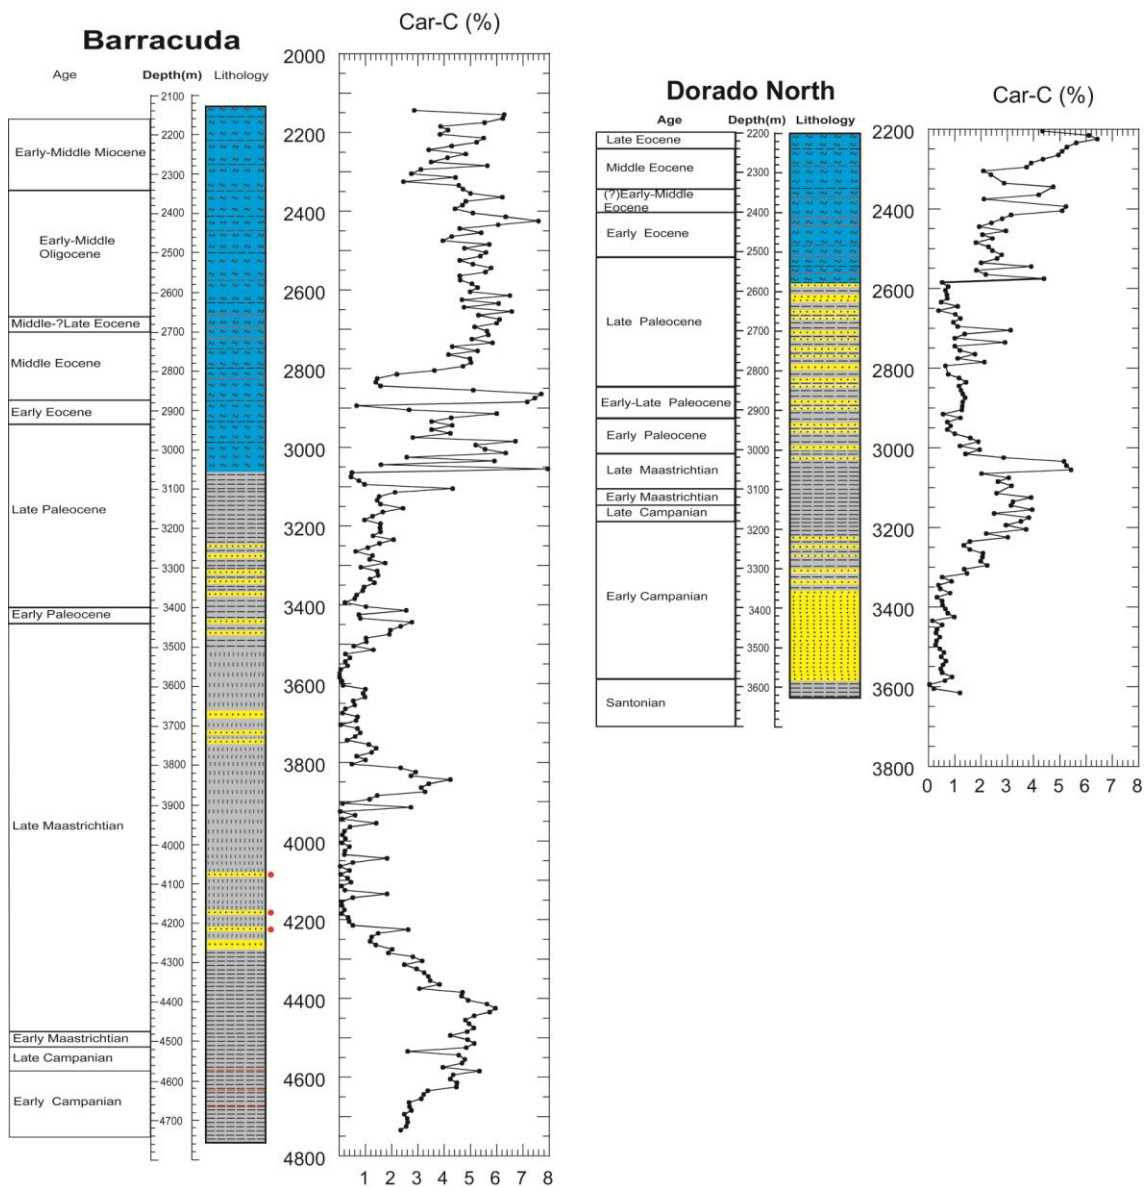 Barracuda
Age
Depth(m)
Lithology
Car-C (%)
Early-Middle Miocene
Early-Middle
Oligocene
Middle-?Late Eocene
Middle Eocene
Early Eocene
Late Paleocene
Early Paleocene
Late Maastrichtian
Early Maastrichtian
Late Campanian
Early Campanian
2100
2200
2300
2400
2500
2600
2700
2800
2900
3000
3100
3200
3300
3400
3500
3600
3700
3800
3900
4000
4100
4200
4300
4400
4500
4600
4700
2000
2200
2400
2600
2800
3000
3200
3400
3600
3800
4000
4200
4400
4600
4800
1 2 3 4 5 6 7 8
Dorado North
Age
Depth(m)
Lithology
Car-C (%)
Late Eocene
Middle Eocene
(?)Early-Middle
Eocene
Early Eocene
Late Paleocene
Early-Late Paleocene
Early Paleocene
Late Maastrichtian
Early Maastrichtian
Late Campanian
Early Campanian
Santonian
2200
2300
2400
2500
2600
2700
2800
2900
3000
3100
3200
3300
3400
3500
3600
2200
2400
2600
2800
3000
3200
3400
3600
3800
0 1 2 3 4 5 6 7 8